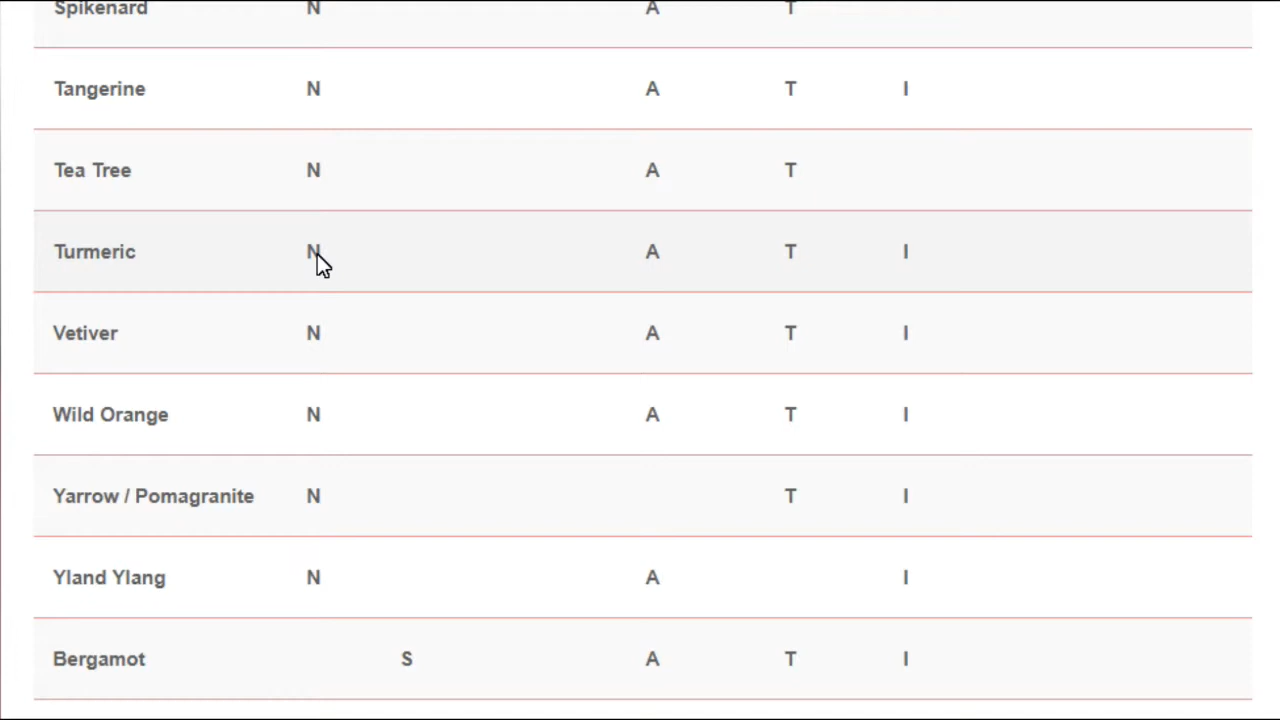 Spikenard N A T
Tangerine N A T I
Tea Tree N A T
Turmeric N A T I
Vetiver N A T I
Wild Orange N A T I
Yarrow / Pomagranite N T I
Yland Ylang N A I
Bergamot S A T I